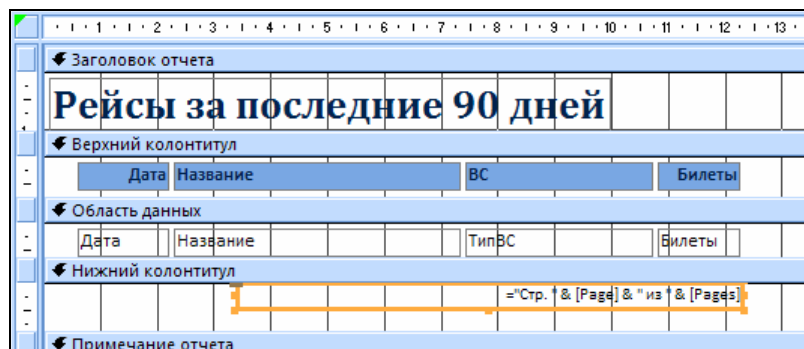 1 2 3 4 5 6 7 8 9 10 11 12 13
Заголовок отчета
Рейсы за последние 90 дней
Верхний колонтитул
Дата Название ВС Билеты
Область данных
Дата Название ТипВС Билеты
Нижний колонтитул
="Стр. " & [Page] & " из " & [Pages]
Примечание отчета